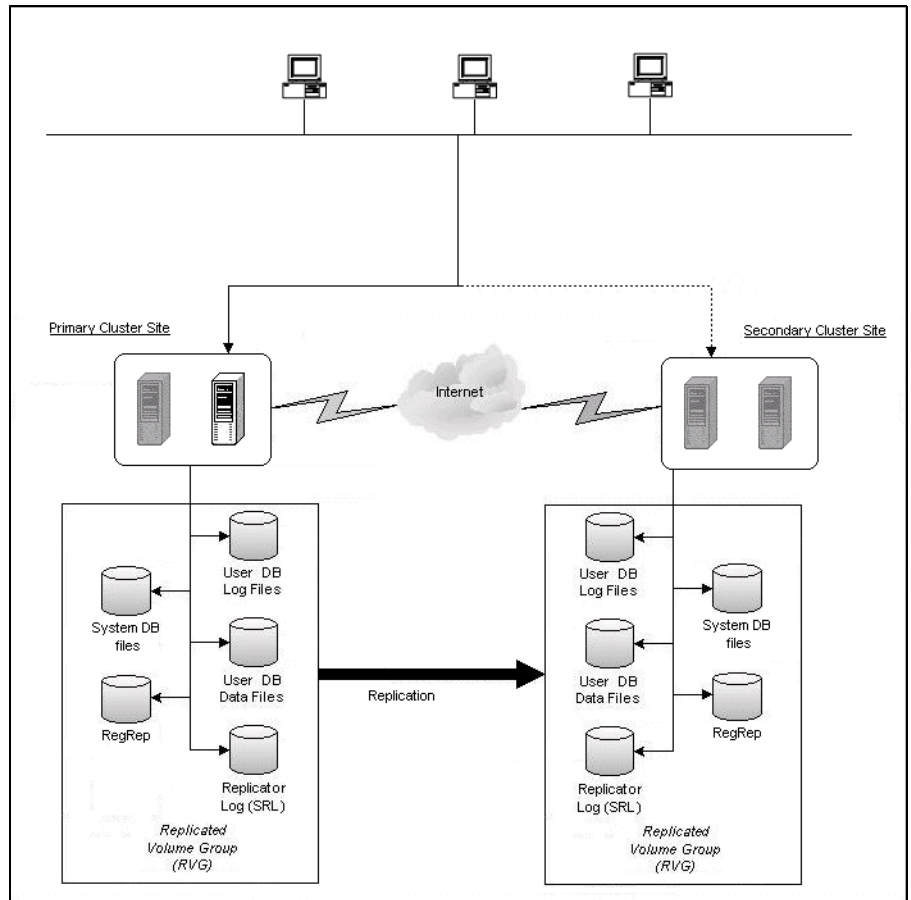 Primary Cluster Site
Secondary Cluster Site
Internet
User DB
Log Files
System DB
files
User DB
Data Files
RegRep
Replicator
Log (SRL)
Replicated
Volume Group
(RVG)
Replication
User DB
Log Files
System DB
files
User DB
Data Files
RegRep
Replicator
Log (SRL)
Replicated
Volume Group
(RVG)